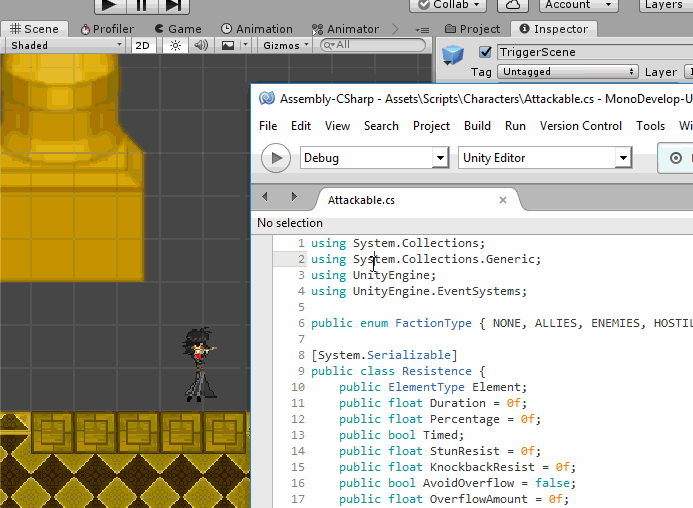 Collab
Account
Layers
Scene Profiler Game Animation Animator Project Inspector
Shaded 2D Gizmos All
TriggerScene
Tag Untagged Layer
Assembly-CSharp - Assets\Scripts\Characters\Attackable.cs - MonoDevelop-U
File Edit View Search Project Build Run Version Control Tools Wi
Debug Unity Editor
Attackable.cs
No selection
1 using System.Collections;
2 using System.Collections.Generic;
3 using UnityEngine;
4 using UnityEngine.EventSystems;
5
6 public enum FactionType { NONE, ALLIES, ENEMIES, HOSTIL
7
8 [System.Serializable]
9 public class Resistence {
10 public ElementType Element;
11 public float Duration = 0f;
12 public float Percentage = 0f;
13 public bool Timed;
14 public float StunResist = 0f;
15 public float KnockbackResist = 0f;
16 public bool AvoidOverflow = false;
17 public float OverflowAmount = 0f;